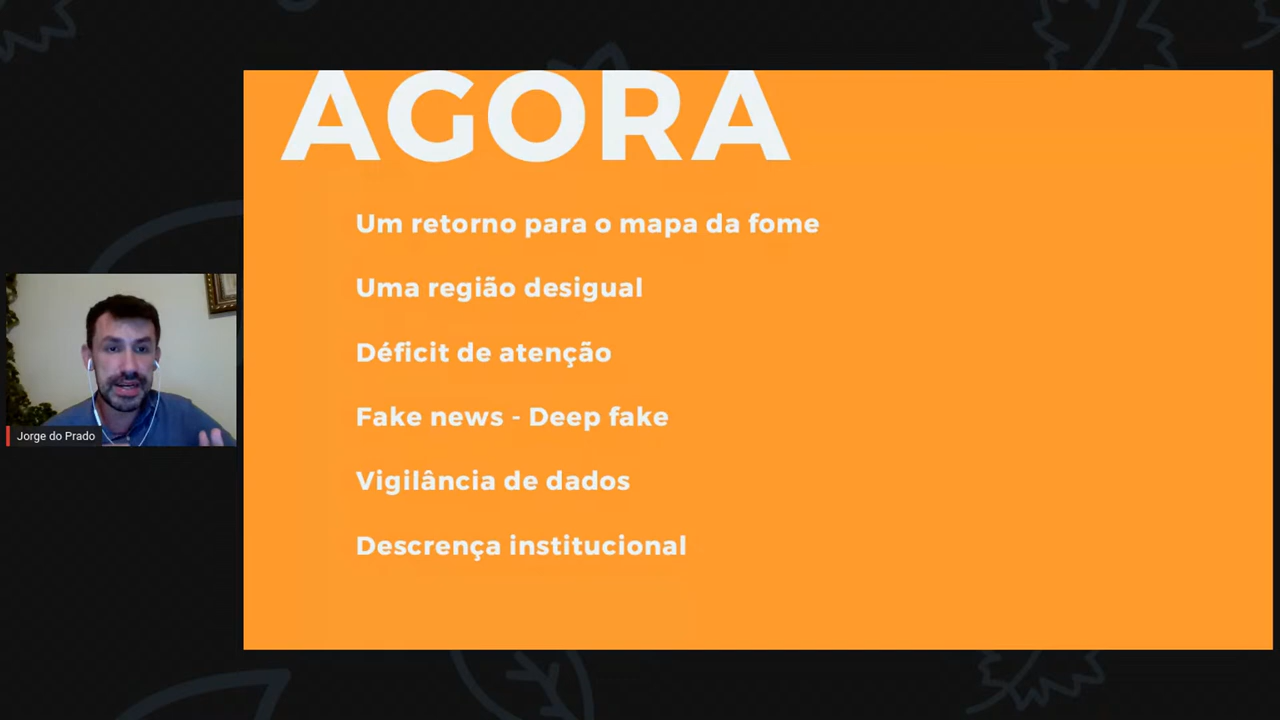 AGORA
Um retorno para o mapa da fome
Uma região desigual
Déficit de atenção
Fake news - Deep fake
Vigilância de dados
Descrença institucional
Jorge do Prado